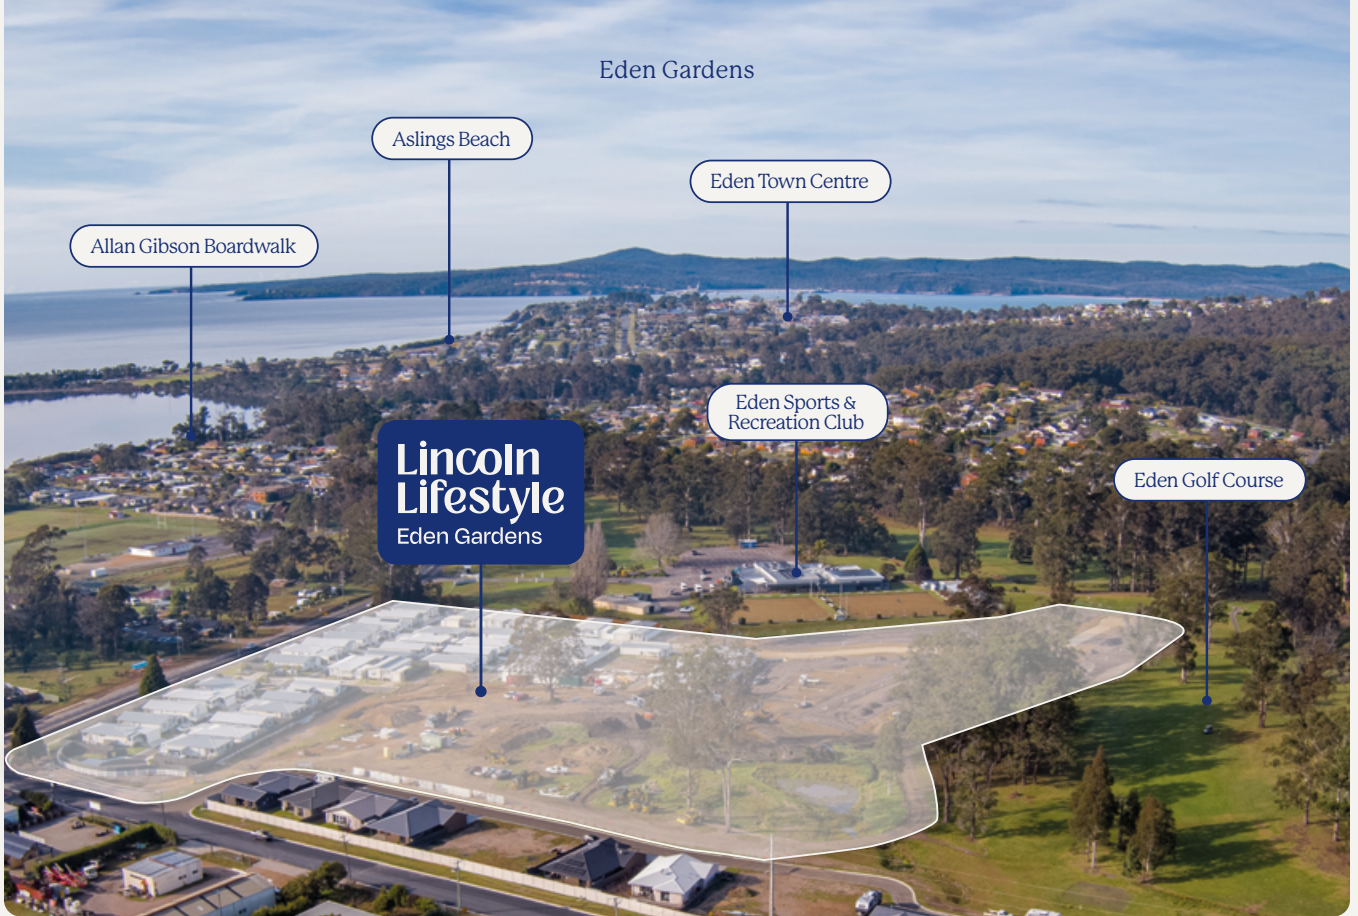 Eden Gardens
Aslings Beach
Eden Town Centre
Allan Gibson Boardwalk
Eden Sports &
Recreation Club
Lincoln
Lifestyle
Eden Gardens
Eden Golf Course